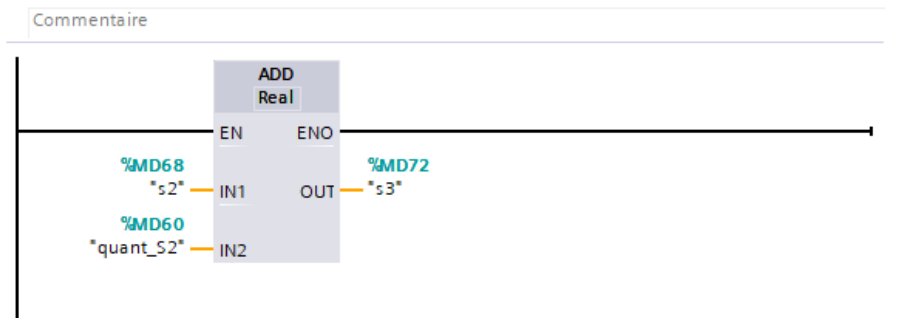 Commentaire
ADD
Real
EN ENO
%MD68 %MD72
"s2" IN1 OUT "s3"
%MD60
"quant_S2" IN2